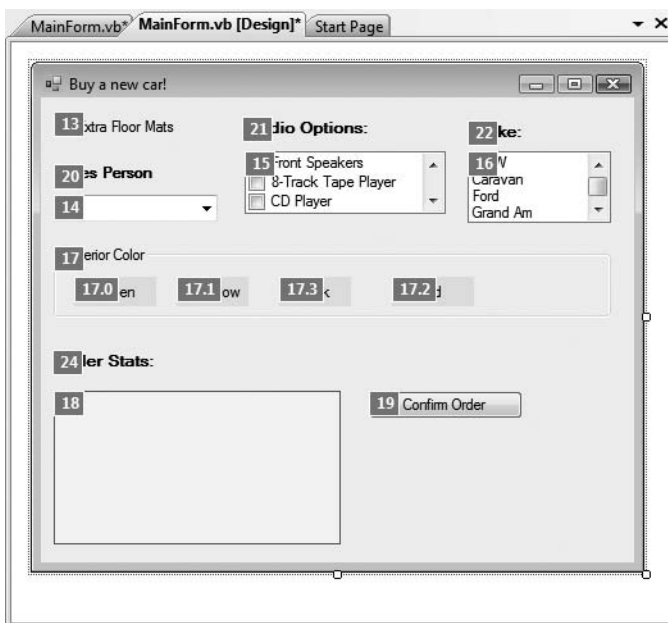 MainForm.vb* MainForm.vb [Design]* Start Page
Buy a new car!
13 xtra Floor Mats 21 dio Options: 22 ke:
15 Front Speakers 16 W
20 es Person 8-Track Tape Player Caravan
14 CD Player Ford
Grand Am
17 erior Color
17.0 en 17.1 ow 17.3 k 17.2 d
24 ler Stats:
18 19 Confirm Order